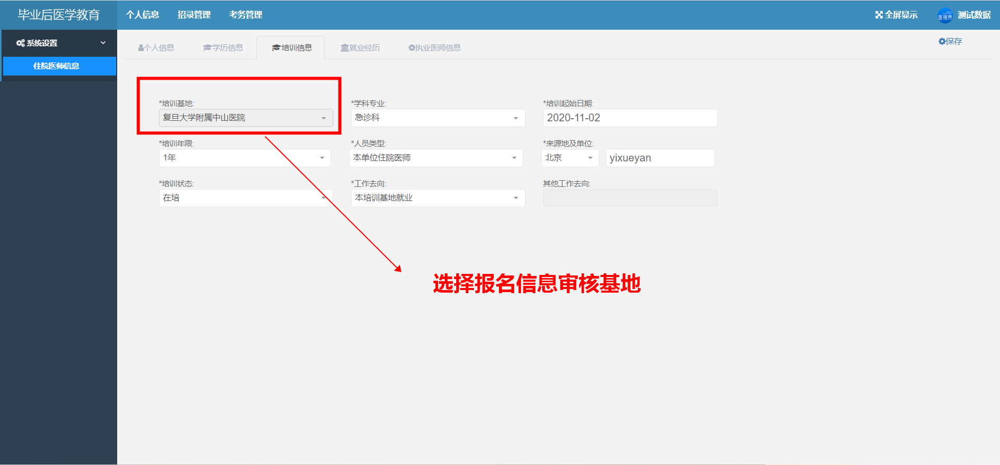 毕业后医学教育
个人信息 招录管理 考务管理
全屏显示 医视界 测试数据
系统设置
住院医师信息
个人信息 学历信息 培训信息 就业经历 执业医师信息
保存
*培训基地: *学科专业: *培训起始日期:
复旦大学附属中山医院 急诊科 2020-11-02
*培训年限: *人员类型: *来源地及单位:
1年 本单位住院医师 北京 yixueyan
*培训状态: *工作去向: 其他工作去向:
在培 本培训基地就业
选择报名信息审核基地